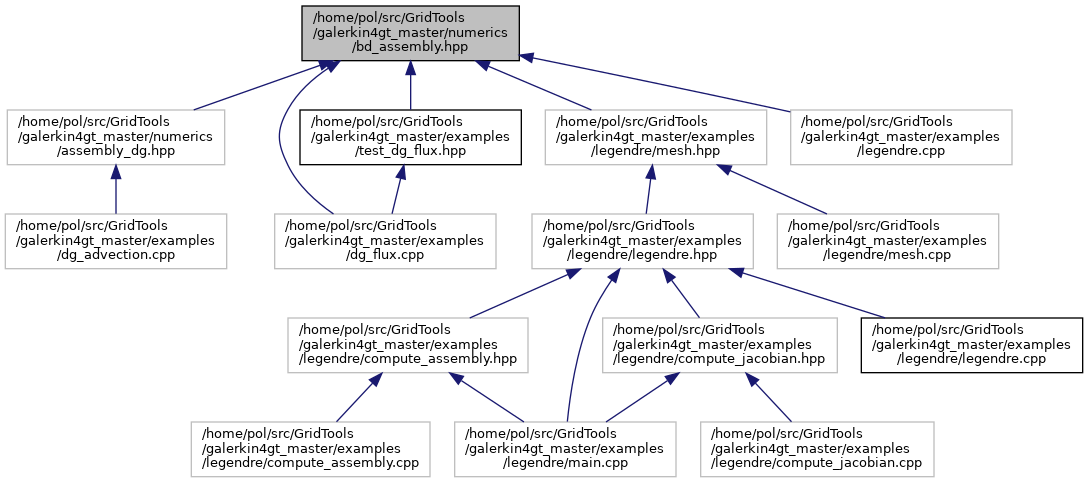 /home/pol/src/GridTools
/galerkin4gt_master/numerics
/bd_assembly.hpp
/home/pol/src/GridTools
/galerkin4gt_master/numerics
/assembly_dg.hpp
/home/pol/src/GridTools
/galerkin4gt_master/examples
/test_dg_flux.hpp
/home/pol/src/GridTools
/galerkin4gt_master/examples
/legendre/mesh.hpp
/home/pol/src/GridTools
/galerkin4gt_master/examples
/legendre.cpp
/home/pol/src/GridTools
/galerkin4gt_master/examples
/dg_advection.cpp
/home/pol/src/GridTools
/galerkin4gt_master/examples
/dg_flux.cpp
/home/pol/src/GridTools
/galerkin4gt_master/examples
/legendre/legendre.hpp
/home/pol/src/GridTools
/galerkin4gt_master/examples
/legendre/mesh.cpp
/home/pol/src/GridTools
/galerkin4gt_master/examples
/legendre/compute_assembly.hpp
/home/pol/src/GridTools
/galerkin4gt_master/examples
/legendre/compute_jacobian.hpp
/home/pol/src/GridTools
/galerkin4gt_master/examples
/legendre/legendre.cpp
/home/pol/src/GridTools
/galerkin4gt_master/examples
/legendre/compute_assembly.cpp
/home/pol/src/GridTools
/galerkin4gt_master/examples
/legendre/main.cpp
/home/pol/src/GridTools
/galerkin4gt_master/examples
/legendre/compute_jacobian.cpp